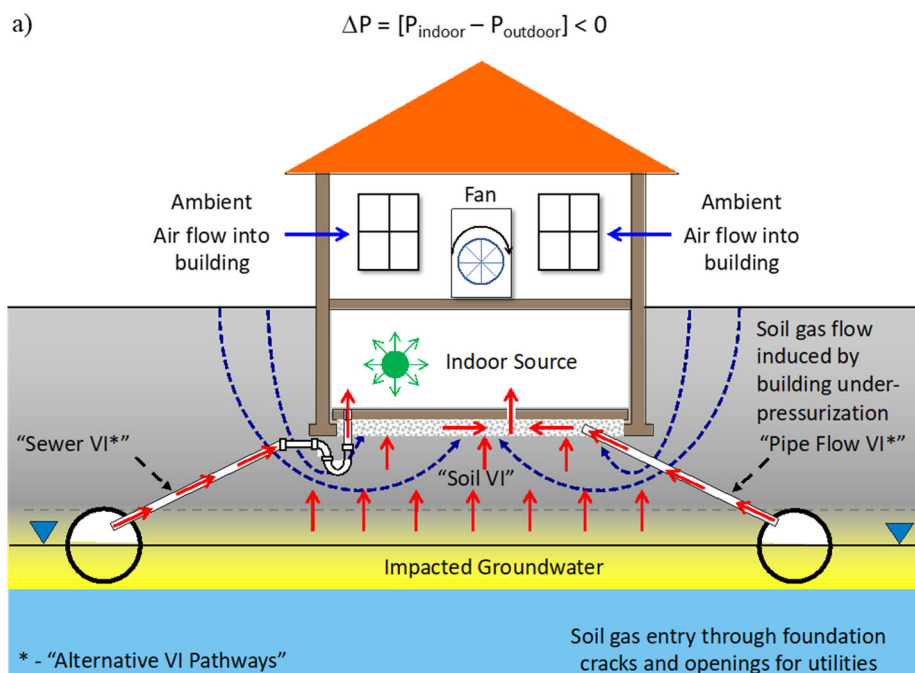 a)
ΔP = [P_indoor – P_outdoor] < 0
Ambient
Air flow into
building
Fan
Ambient
Air flow into
building
Indoor Source
Soil gas flow
induced by
building under-
pressurization
“Sewer VI*”
“Pipe Flow VI*”
“Soil VI”
Impacted Groundwater
* - “Alternative VI Pathways”
Soil gas entry through foundation
cracks and openings for utilities